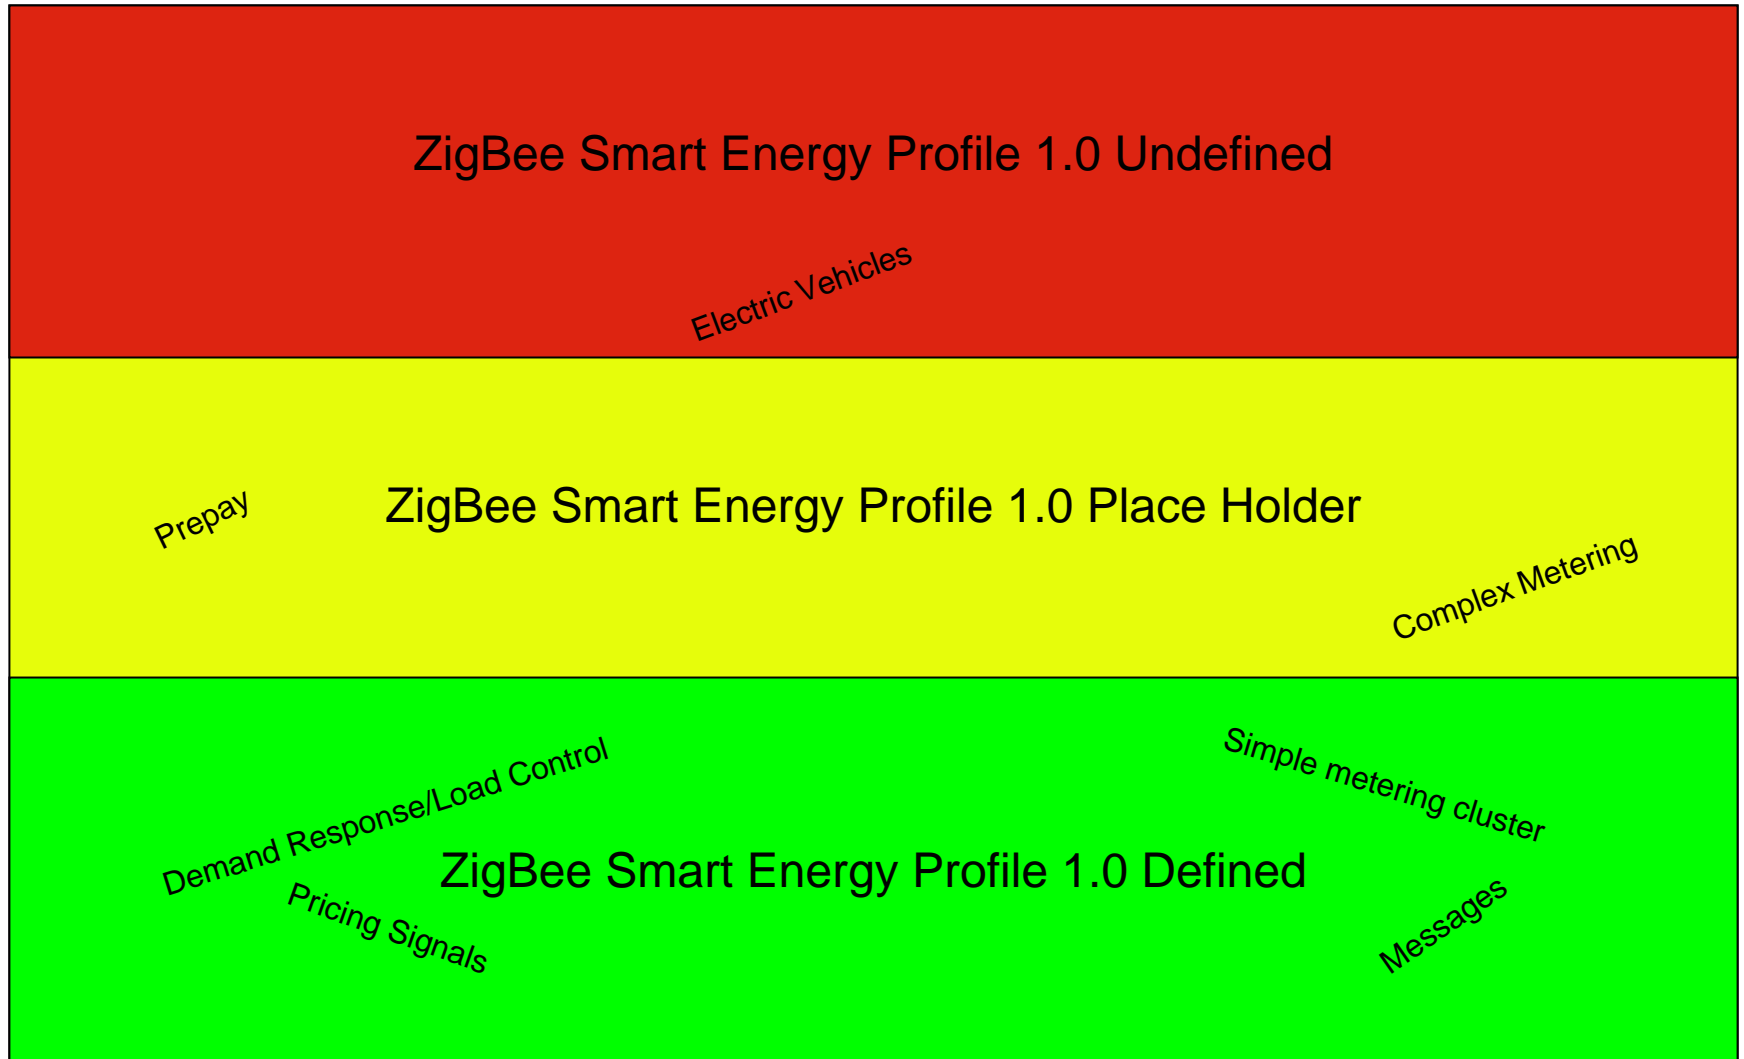 ZigBee Smart Energy Profile 1.0 Undefined
Electric Vehicles
Prepay
ZigBee Smart Energy Profile 1.0 Place Holder
Complex Metering
Demand Response/Load Control
Simple metering cluster
ZigBee Smart Energy Profile 1.0 Defined
Pricing Signals
Messages